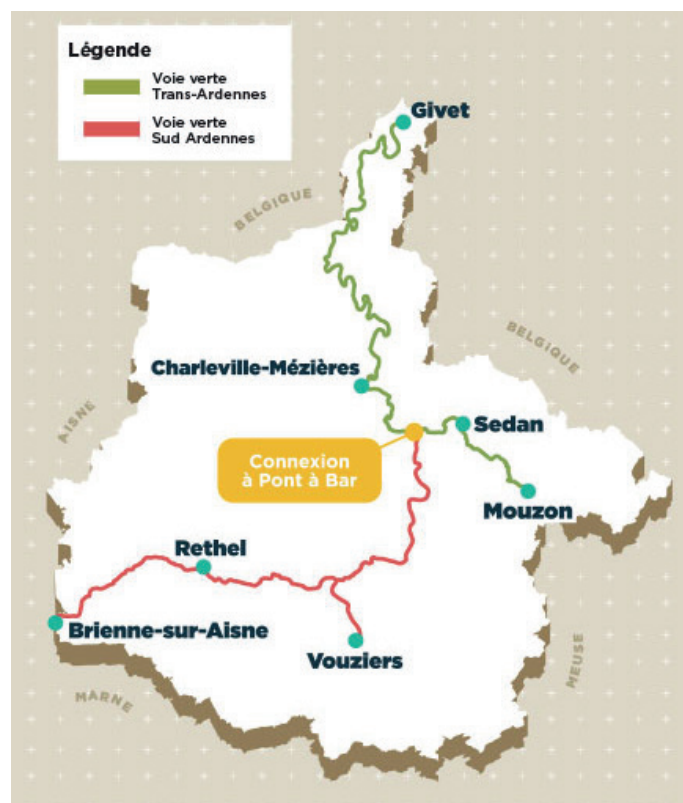 Légende
Voie verte
Trans-Ardennes
Voie verte
Sud Ardennes
Givet
BELGIQUE
BELGIQUE
Charleville-Mézières
AISNE
Sedan
Connexion
à Pont à Bar
Mouzon
Rethel
Brienne-sur-Aisne
Vouziers
MEUSE
MARNE